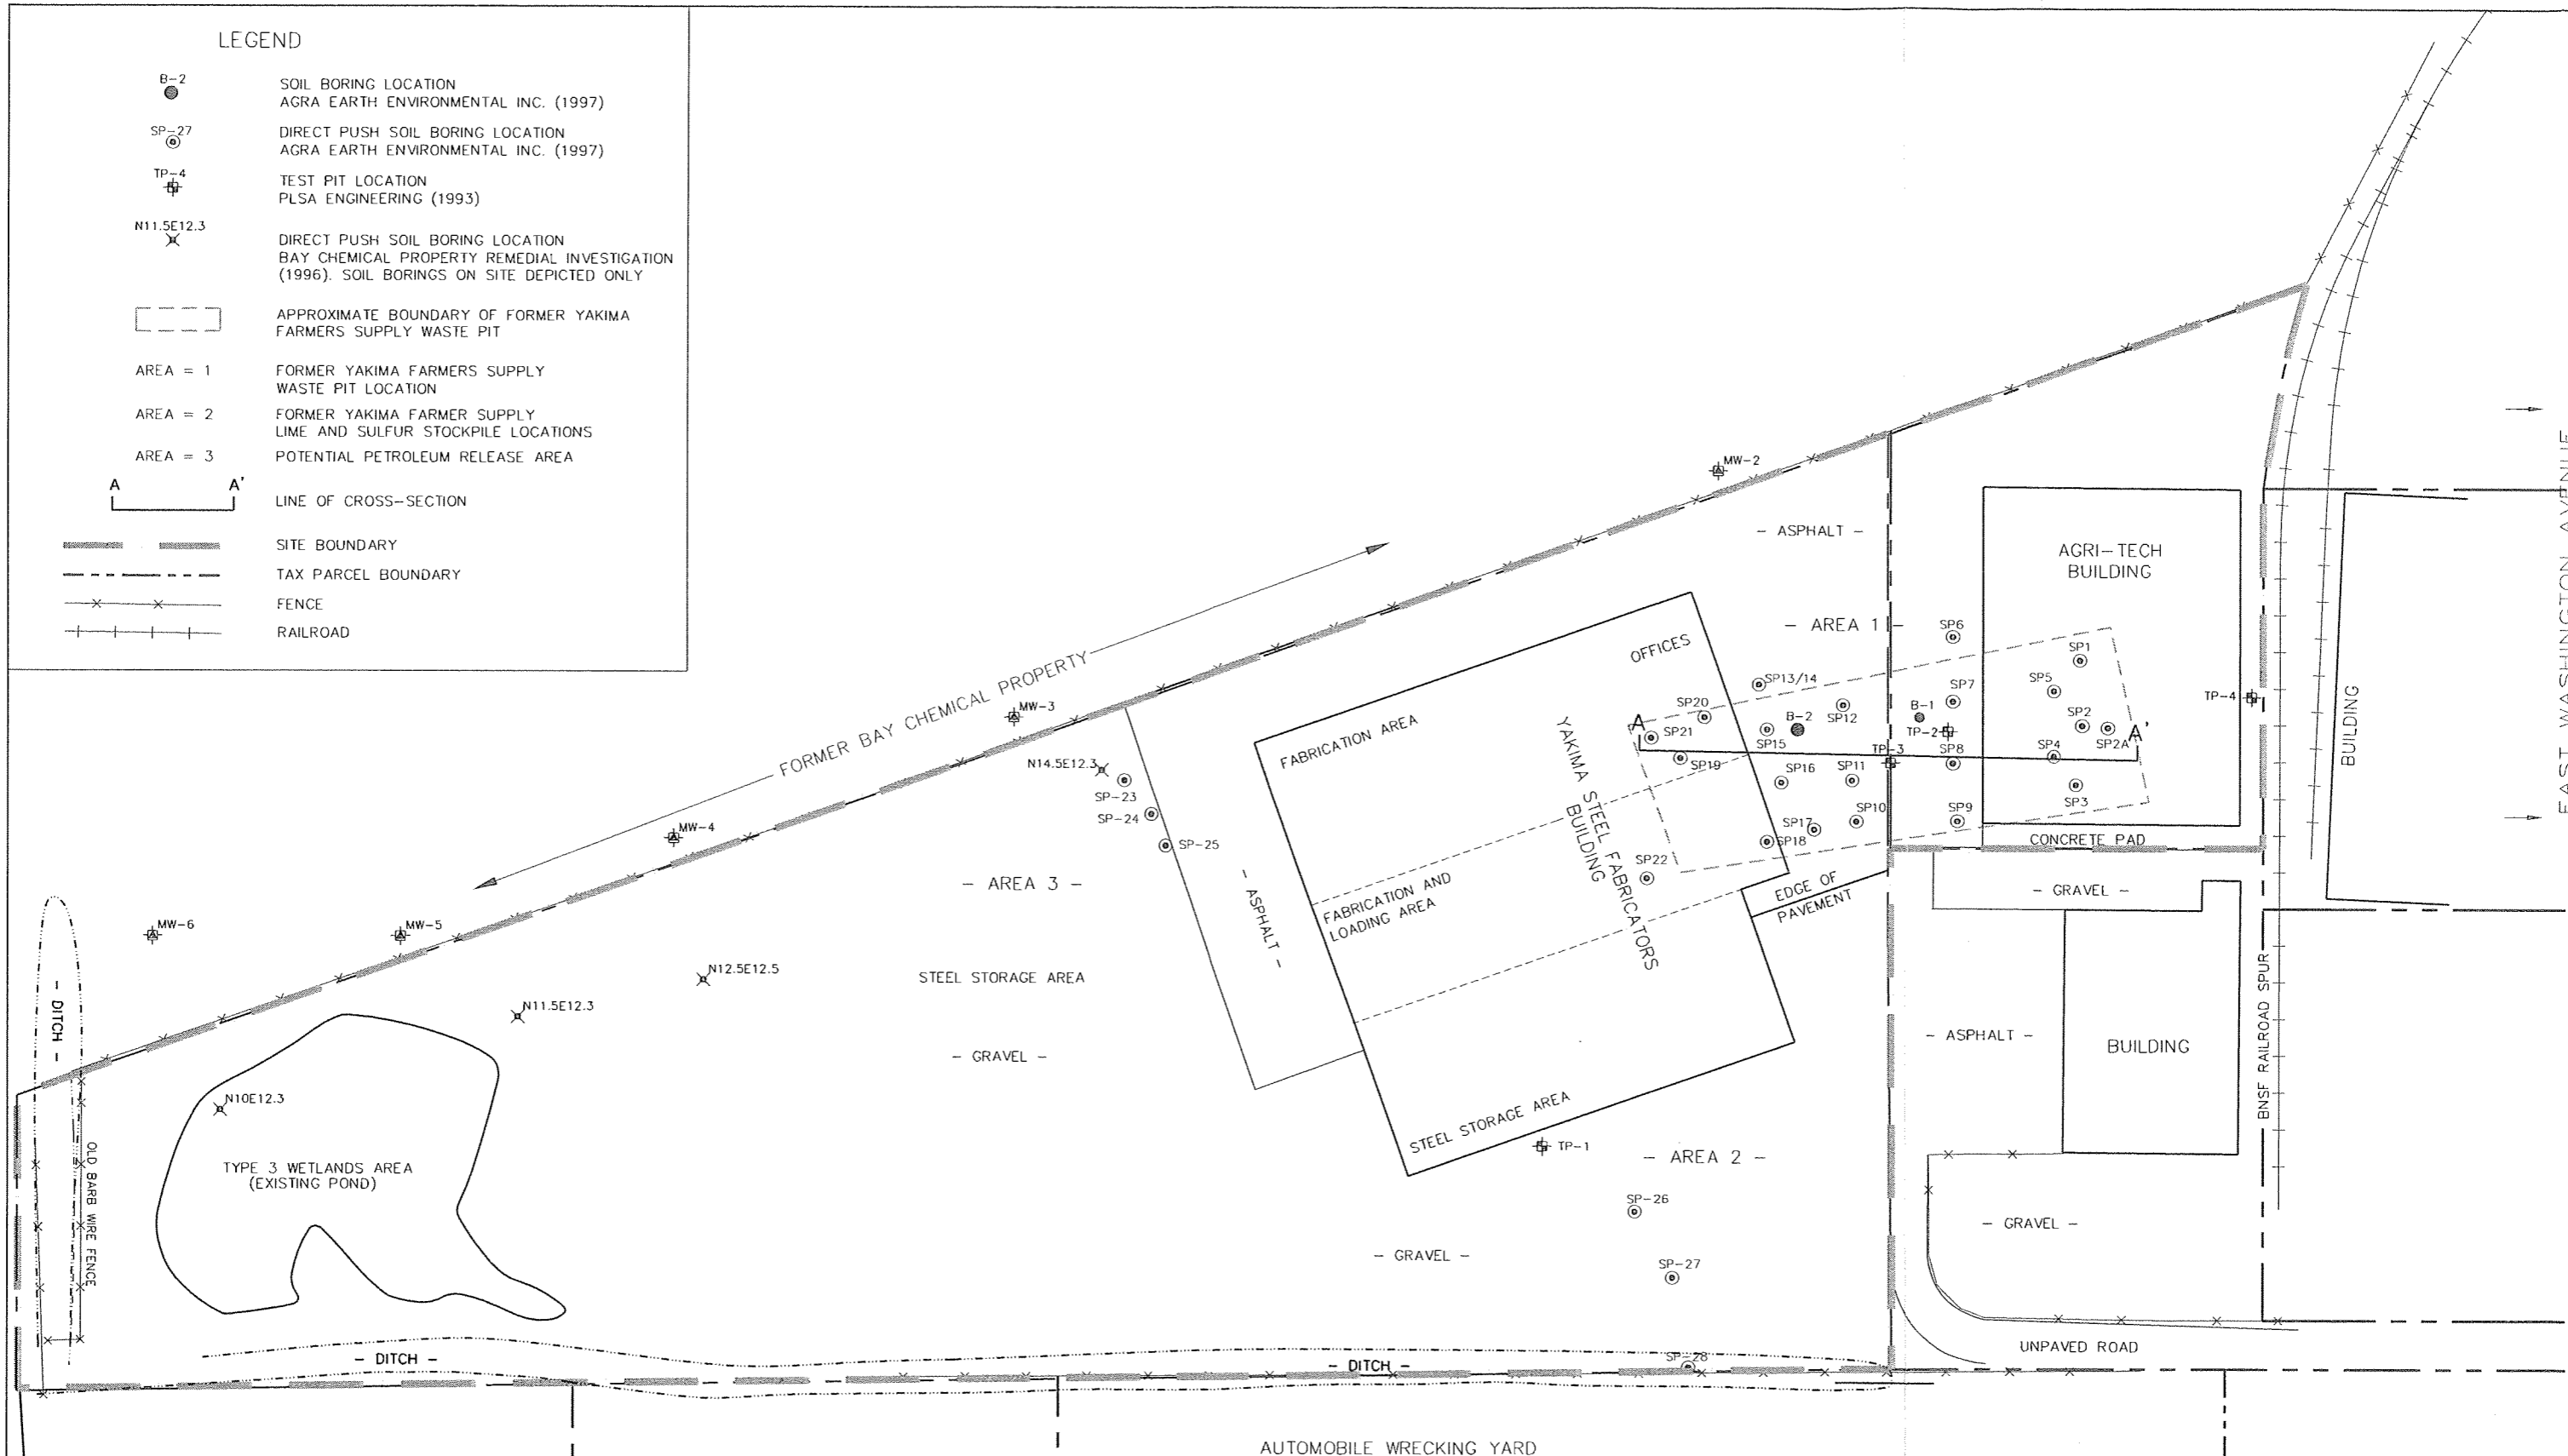 LEGEND
B-2
SOIL BORING LOCATION
AGRA EARTH ENVIRONMENTAL INC. (1997)
SP-27
DIRECT PUSH SOIL BORING LOCATION
AGRA EARTH ENVIRONMENTAL INC. (1997)
TP-4
TEST PIT LOCATION
PLSA ENGINEERING (1993)
N11.5E12.3
DIRECT PUSH SOIL BORING LOCATION
BAY CHEMICAL PROPERTY REMEDIAL INVESTIGATION
(1996). SOIL BORINGS ON SITE DEPICTED ONLY
APPROXIMATE BOUNDARY OF FORMER YAKIMA
FARMERS SUPPLY WASTE PIT
AREA = 1 FORMER YAKIMA FARMERS SUPPLY
WASTE PIT LOCATION
AREA = 2 FORMER YAKIMA FARMER SUPPLY
LIME AND SULFUR STOCKPILE LOCATIONS
AREA = 3 POTENTIAL PETROLEUM RELEASE AREA
A A'
LINE OF CROSS-SECTION
SITE BOUNDARY
TAX PARCEL BOUNDARY
FENCE
RAILROAD
MW-2
- ASPHALT -
AGRI-TECH
BUILDING
EAST WASHINGTON AVENUE
- AREA 1 -
SP6
SP1
OFFICES
FORMER BAY CHEMICAL PROPERTY
SP13/14
SP5
SP7
TP-4
BUILDING
MW-3
FABRICATION AREA
SP20
SP12
B-1
B-2
SP2
A
SP21
SP15
TP-2
SP2A
A'
YAKIMA STEEL FABRICATORS
BUILDING
TP-3
SP8
SP4
N14.5E12.3
SP19
SP16
SP11
SP-23
SP3
SP-24
SP10
SP9
MW-4
SP17
SP18
SP-25
CONCRETE PAD
SP22
- AREA 3 -
- ASPHALT -
FABRICATION AND
LOADING AREA
EDGE OF
PAVEMENT
- GRAVEL -
MW-6
MW-5
N12.5E12.5
STEEL STORAGE AREA
N11.5E12.3
- DITCH -
- GRAVEL -
- ASPHALT -
BUILDING
BNSF RAILROAD SPUR
N10E12.3
STEEL STORAGE AREA
TP-1
- AREA 2 -
OLD BARB WIRE FENCE
TYPE 3 WETLANDS AREA
(EXISTING POND)
SP-26
- GRAVEL -
- GRAVEL -
SP-27
UNPAVED ROAD
- DITCH -
- DITCH -
SP-28
AUTOMOBILE WRECKING YARD